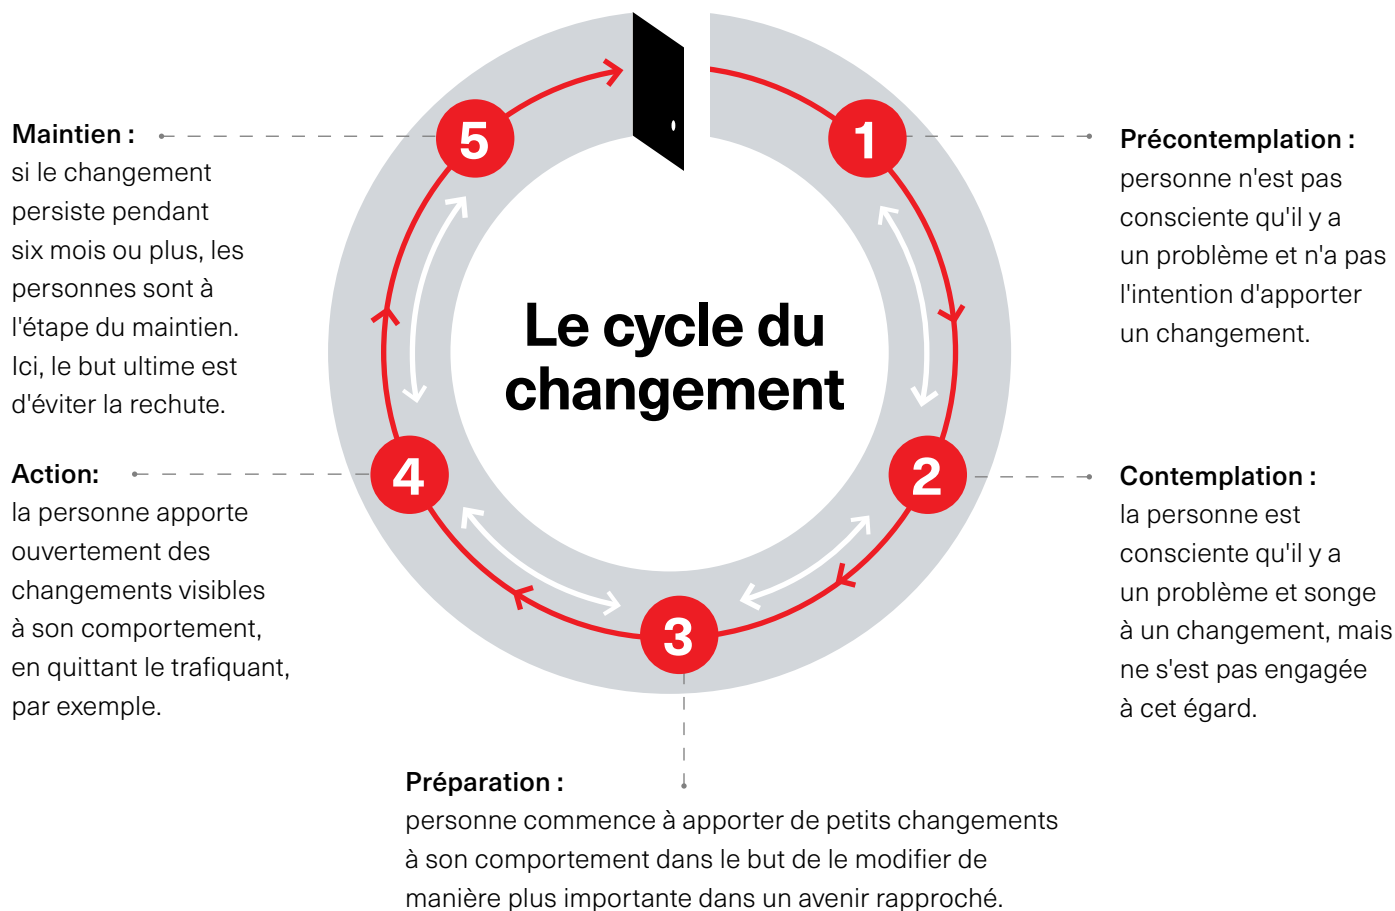 Le cycle du
changement
1
Précontemplation :
personne n'est pas
consciente qu'il y a
un problème et n'a pas
l'intention d'apporter
un changement.
2
Contemplation :
la personne est
consciente qu'il y a
un problème et songe
à un changement, mais
ne s'est pas engagée
à cet égard.
3
Préparation :
personne commence à apporter de petits changements
à son comportement dans le but de le modifier de
manière plus importante dans un avenir rapproché.
4
Action:
la personne apporte
ouvertement des
changements visibles
à son comportement,
en quittant le trafiquant,
par exemple.
5
Maintien :
si le changement
persiste pendant
six mois ou plus, les
personnes sont à
l'étape du maintien.
Ici, le but ultime est
d'éviter la rechute.